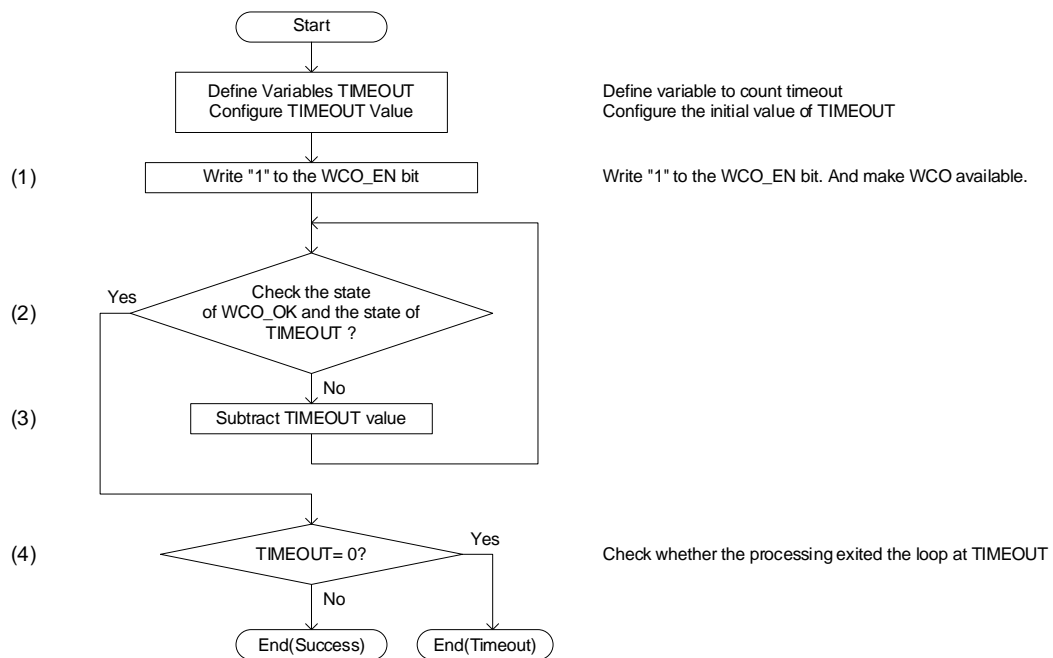 Start
Define Variables TIMEOUT
Configure TIMEOUT Value
Define variable to count timeout
Configure the initial value of TIMEOUT
(1)
Write "1" to the WCO_EN bit
Write "1" to the WCO_EN bit. And make WCO available.
Yes
(2)
Check the state
of WCO_OK and the state of
TIMEOUT ?
No
(3)
Subtract TIMEOUT value
(4)
TIMEOUT= 0?
Yes
Check whether the processing exited the loop at TIMEOUT
No
End(Success)
End(Timeout)